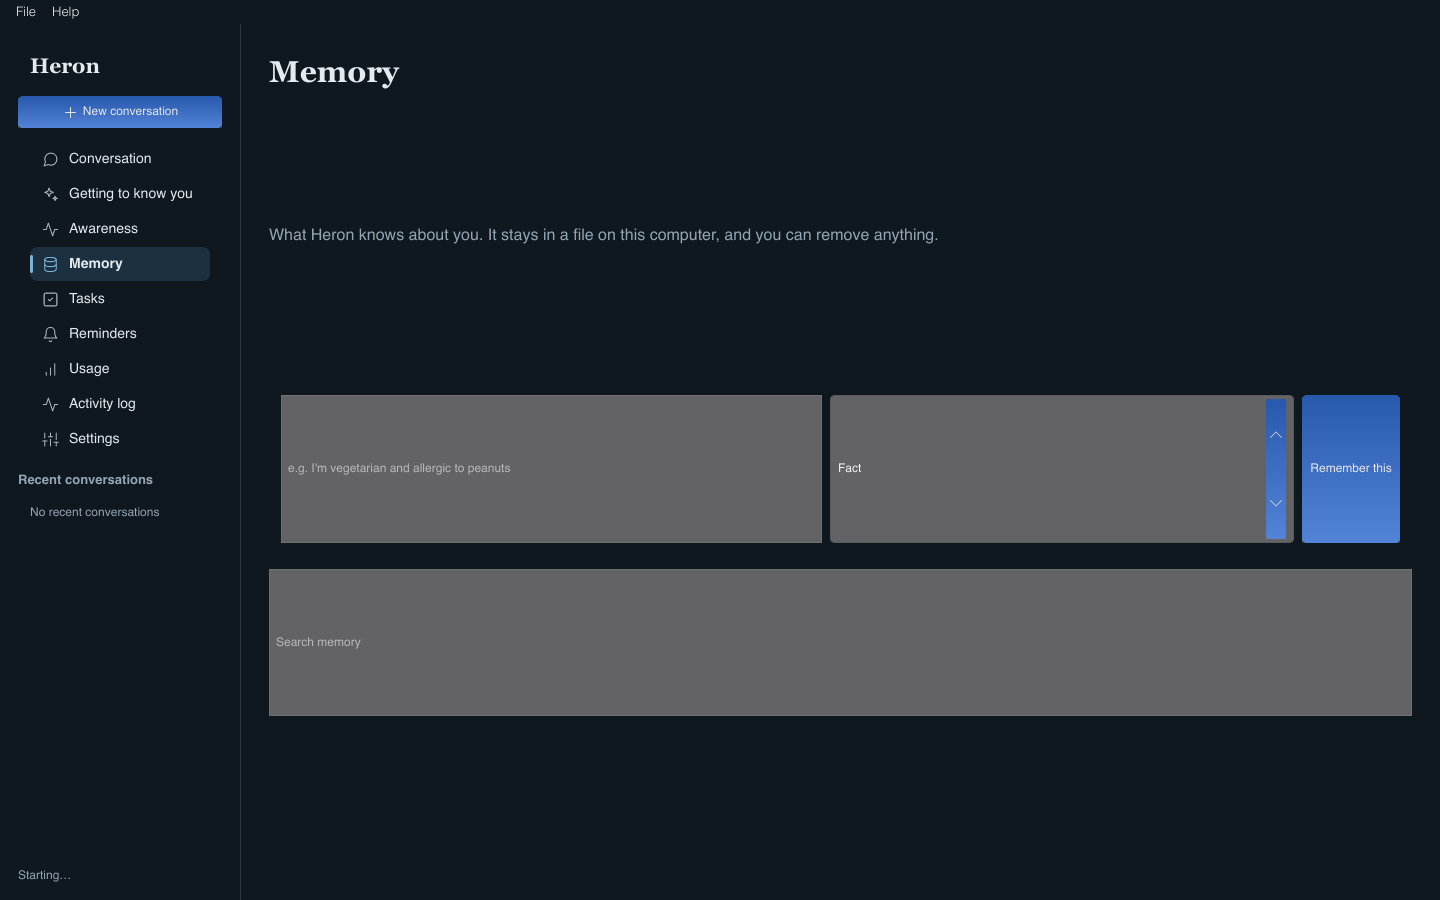 File Help
Heron
New conversation
Conversation
Getting to know you
Awareness
Memory
Tasks
Reminders
Usage
Activity log
Settings
Recent conversations
No recent conversations
Starting…
Memory
What Heron knows about you. It stays in a file on this computer, and you can remove anything.
e.g. I'm vegetarian and allergic to peanuts
Fact
Remember this
Search memory